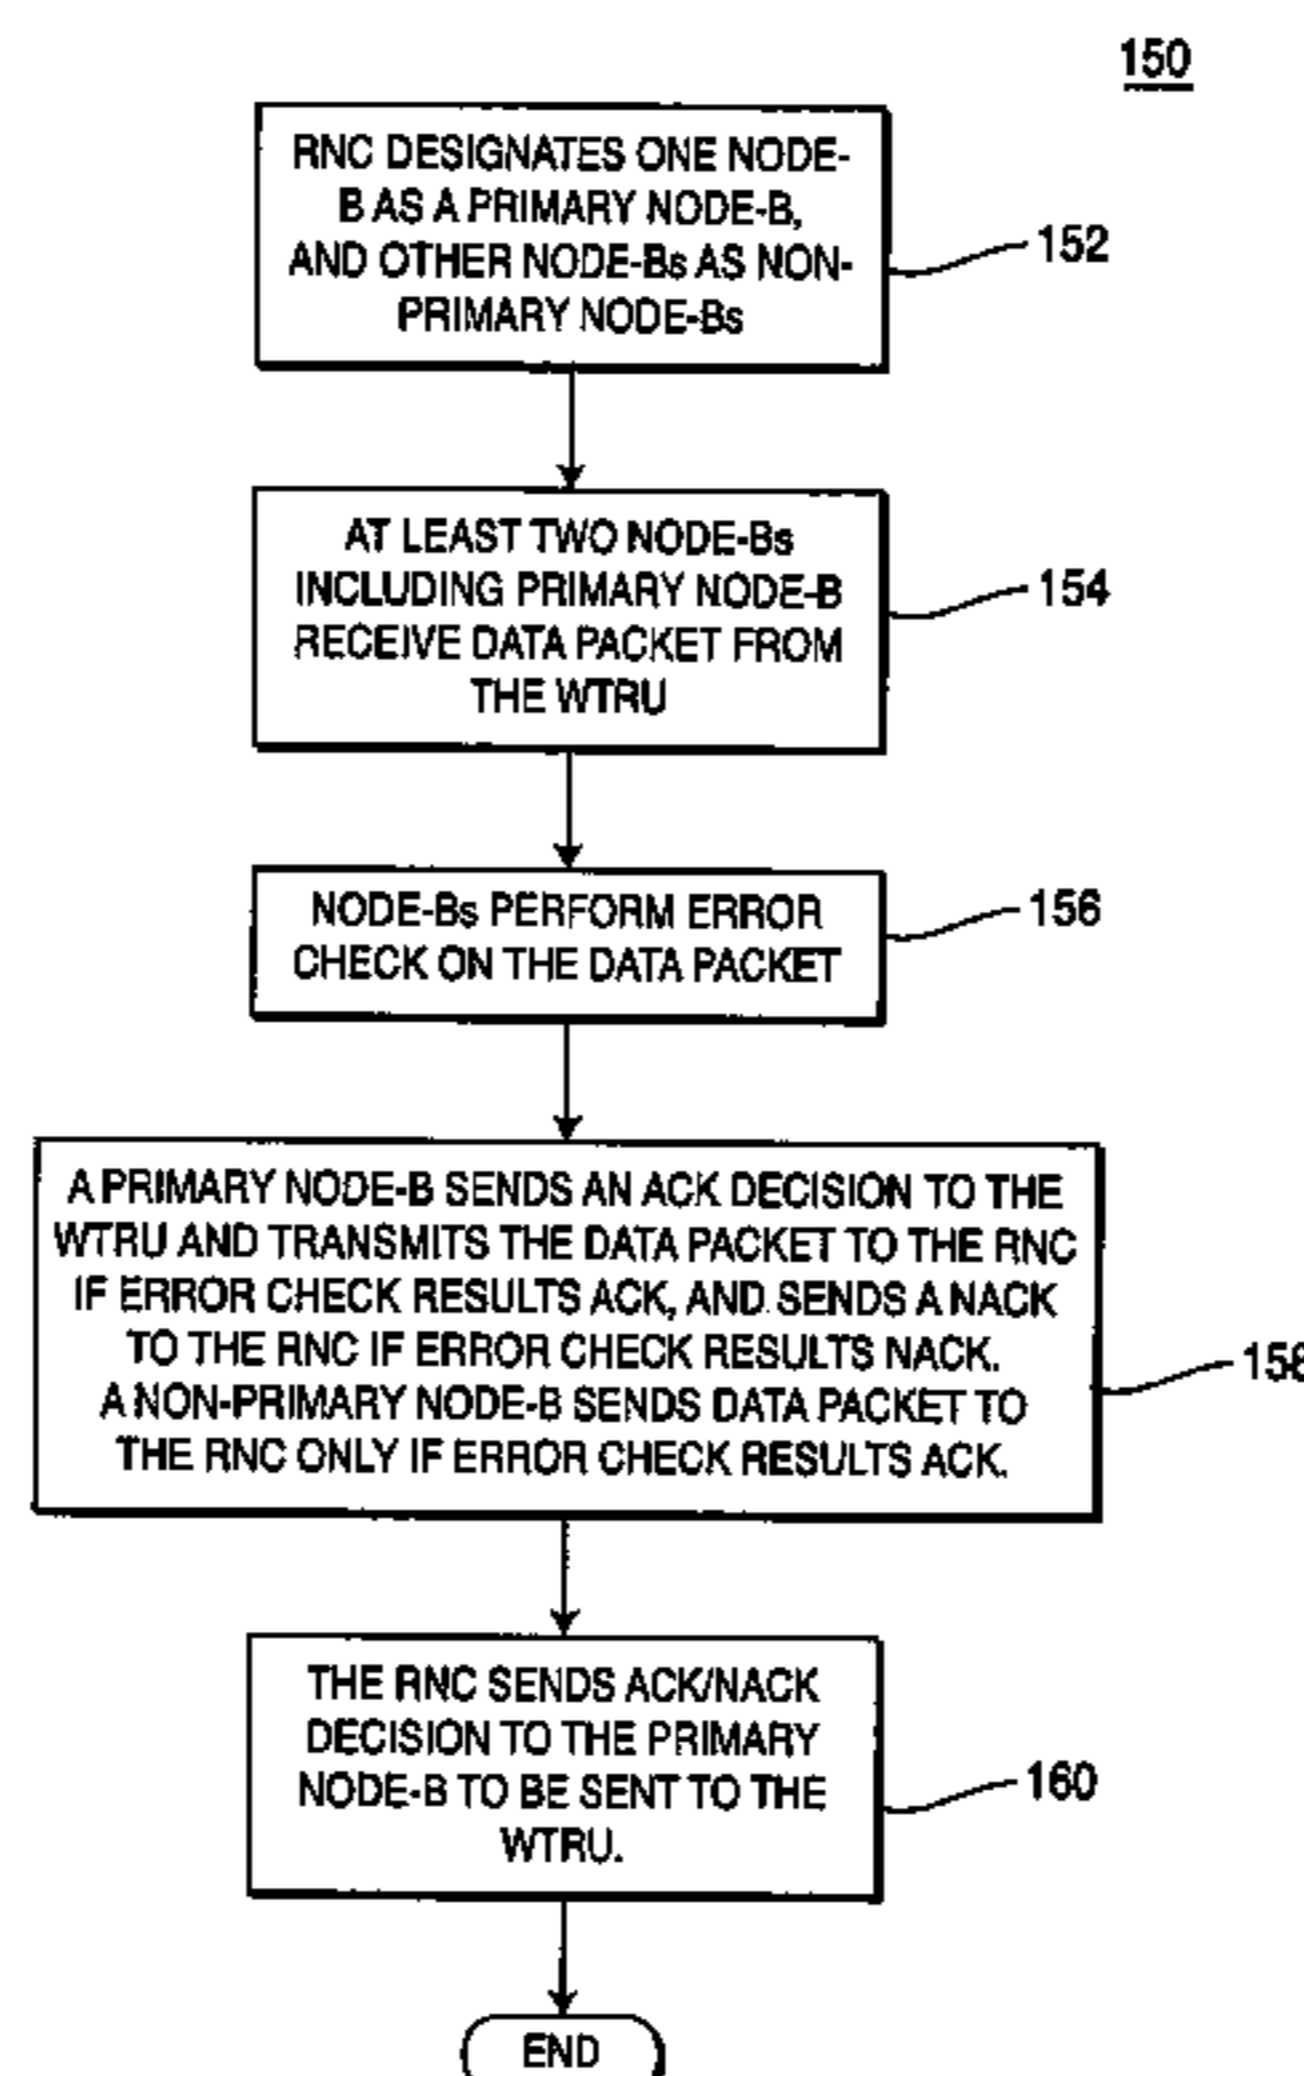 150
RNC DESIGNATES ONE NODE-
B AS A PRIMARY NODE-B,
AND OTHER NODE-Bs AS NON-
PRIMARY NODE-Bs
152
AT LEAST TWO NODE-Bs
INCLUDING PRIMARY NODE-B
RECEIVE DATA PACKET FROM
THE WTRU
154
NODE-Bs PERFORM ERROR
CHECK ON THE DATA PACKET
156
A PRIMARY NODE-B SENDS AN ACK DECISION TO THE
WTRU AND TRANSMITS THE DATA PACKET TO THE RNC
IF ERROR CHECK RESULTS ACK, AND SENDS A NACK
TO THE RNC IF ERROR CHECK RESULTS NACK.
A NON-PRIMARY NODE-B SENDS DATA PACKET TO
THE RNC ONLY IF ERROR CHECK RESULTS ACK.
158
THE RNC SENDS ACK/NACK
DECISION TO THE PRIMARY
NODE-B TO BE SENT TO THE
WTRU.
160
END